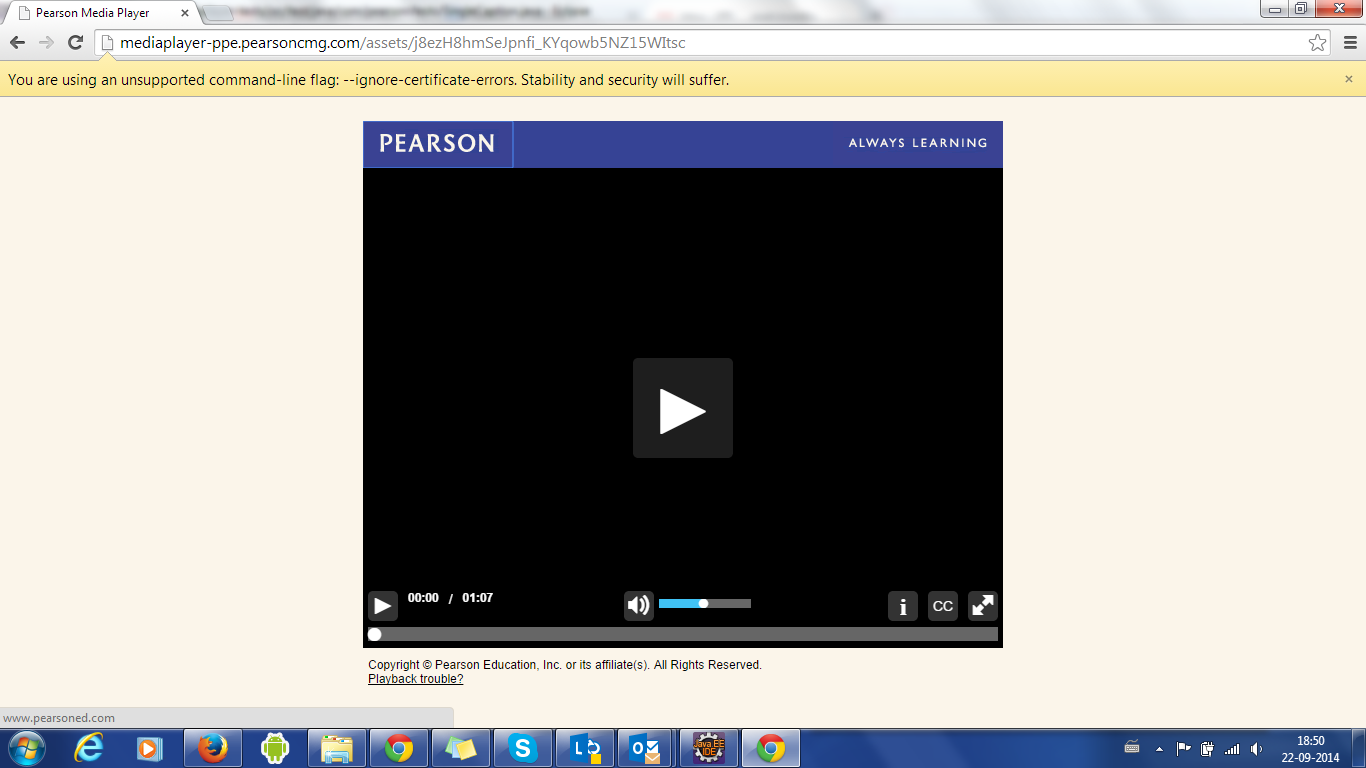 Pearson Media Player
mediaplayer-ppe.pearsoncmg.com/assets/j8ezH8hmSeJpnfi_KYqowb5NZ15WItsc
You are using an unsupported command-line flag: --ignore-certificate-errors. Stability and security will suffer.
PEARSON
ALWAYS LEARNING
00:00 / 01:07
i CC
Copyright © Pearson Education, Inc. or its affiliate(s). All Rights Reserved.
Playback trouble?
www.pearsoned.com
Java EE
IDE
18:50
22-09-2014